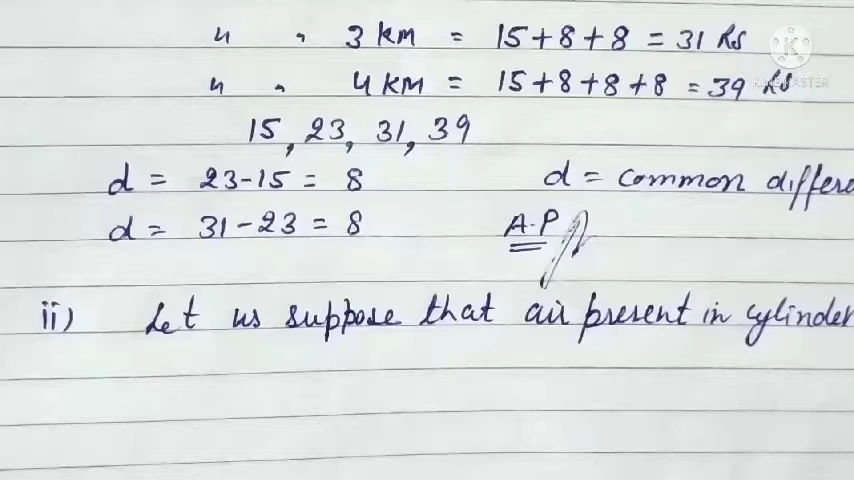 " " 3 km = 15+8+8 = 31 Rs
" " 4 km = 15+8+8+8 = 39 Rs
15, 23, 31, 39
d = 23-15 = 8 d = common differe
d = 31-23 = 8 A.P
ii) Let us suppose that air present in cylinder